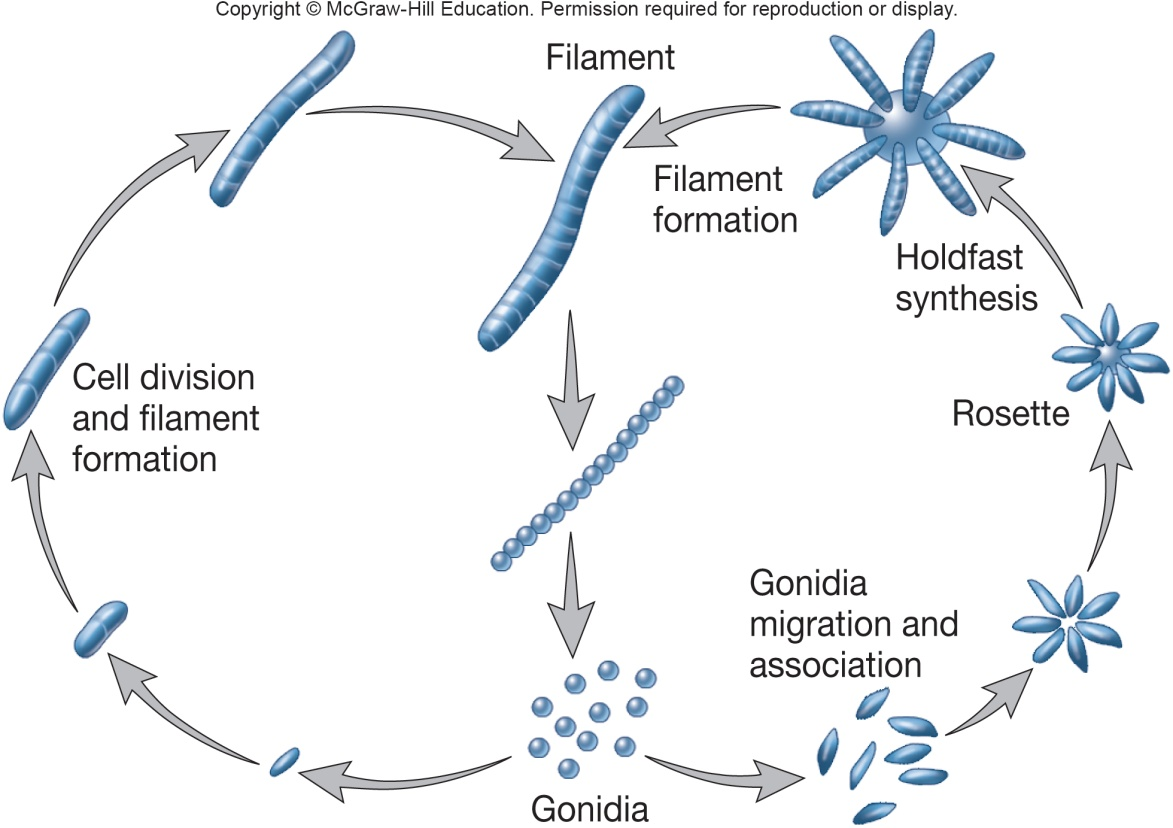 Copyright © McGraw-Hill Education. Permission required for reproduction or display.
Filament
Filament
formation
Holdfast
synthesis
Cell division
and filament
formation
Rosette
Gonidia
migration and
association
Gonidia